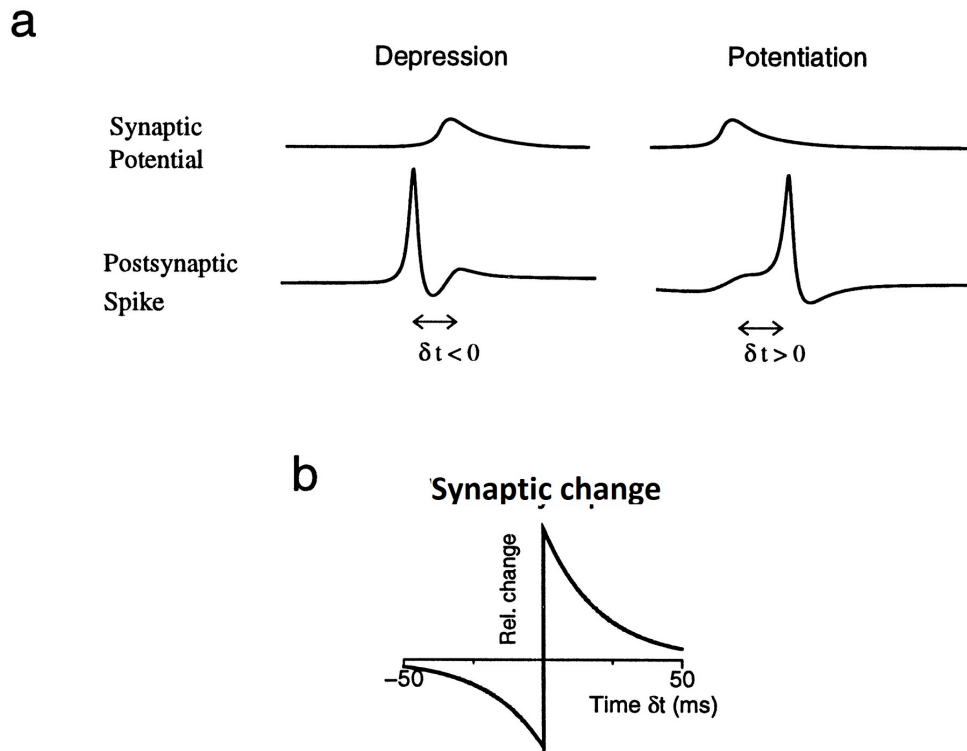 a
Depression
Potentiation
Synaptic
Potential
Postsynaptic
Spike
δ t < 0
δ t > 0
b
Synaptic change
Rel. change
–50
50
Time δt (ms)